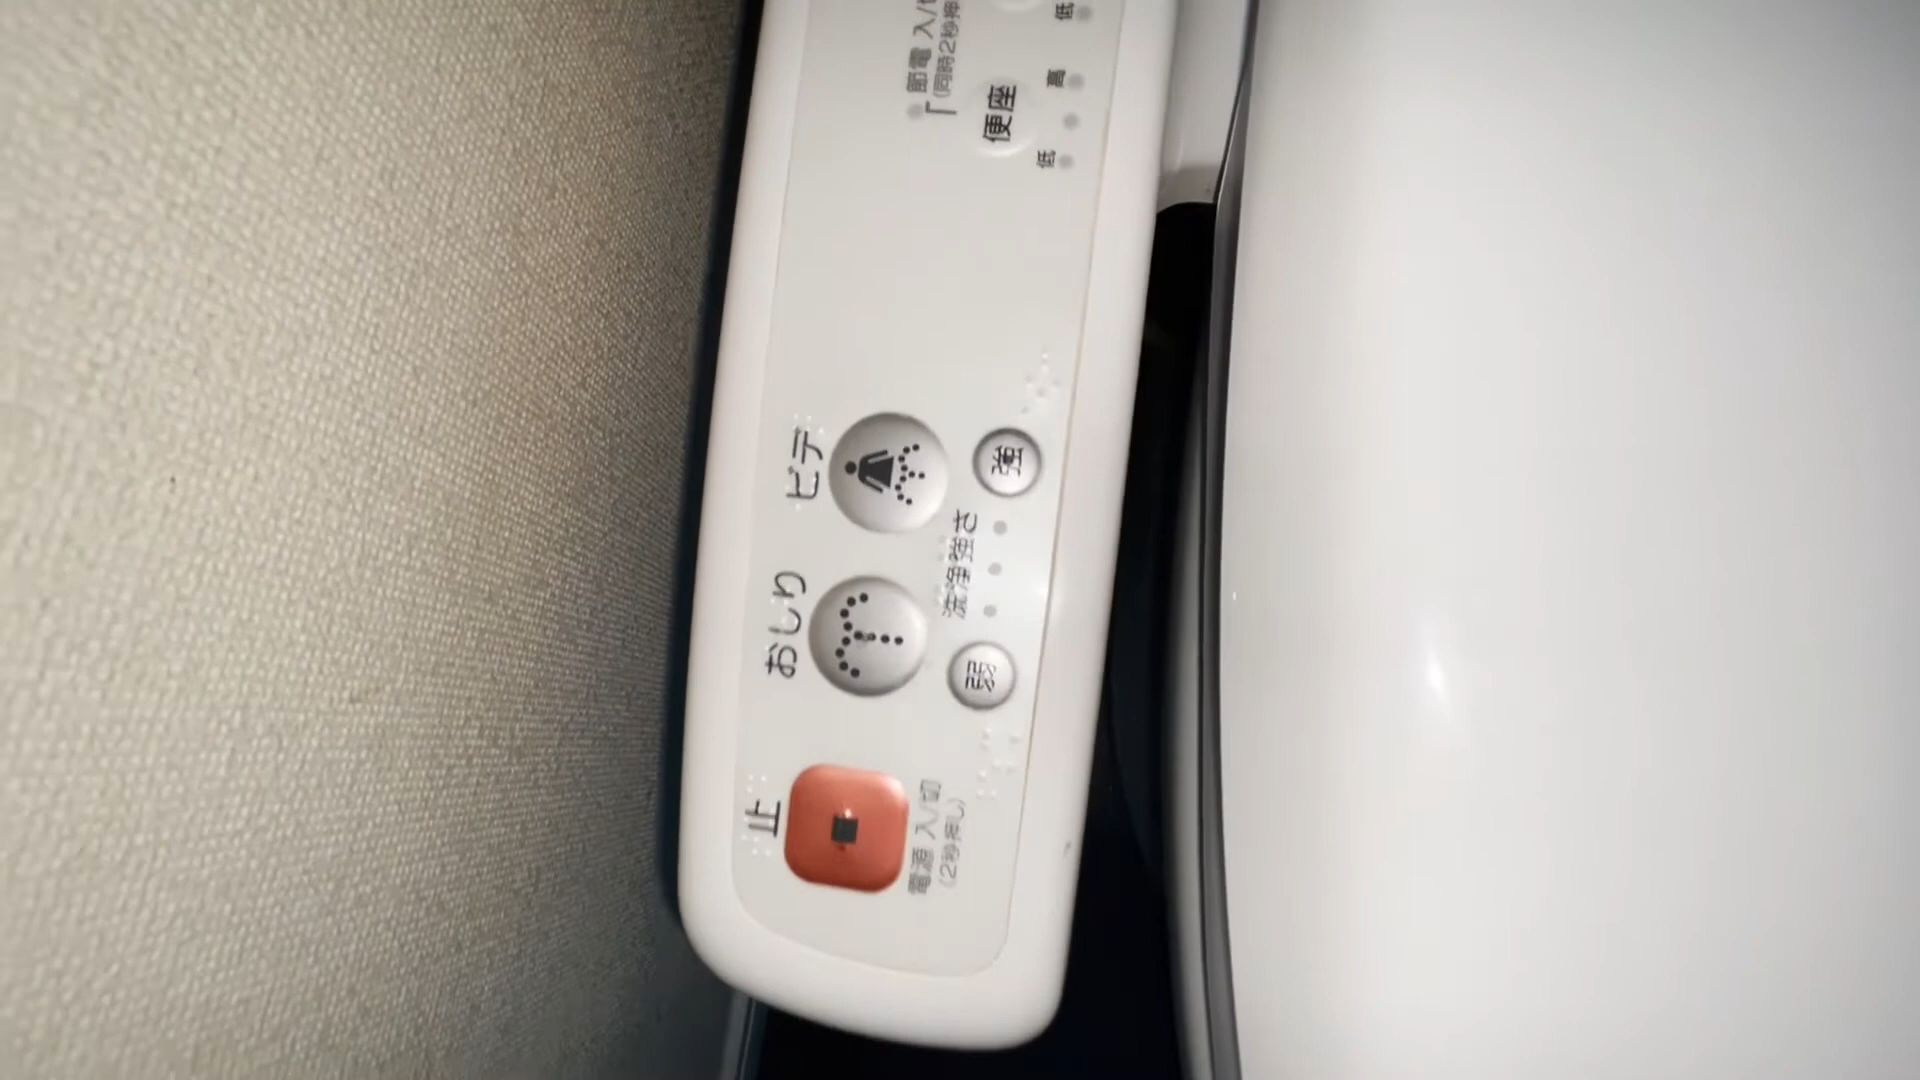 止
電源 入/切
(2秒押し)
おしり
ビデ
弱
洗浄強さ
強
便座
低
高
節電 入/
(同時2秒押
低